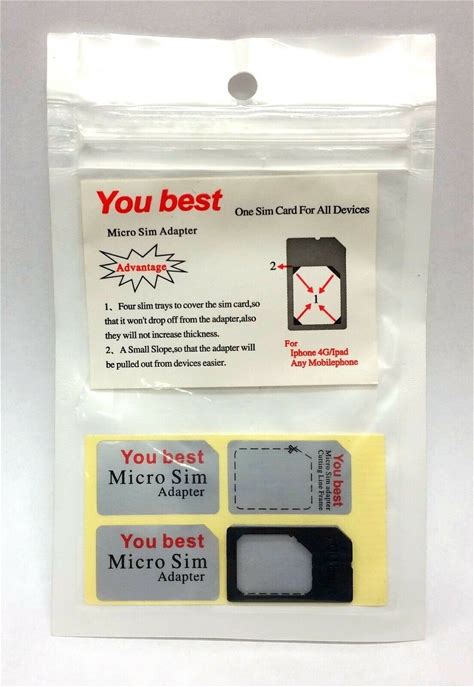 You best
One Sim Card For All Devices
Micro Sim Adapter
Advantage
1、Four slim trays to cover the sim card,so
that it won't drop off from the adapter,also
they will not increase thickness.
2、A Small Slope,so that the adapter will
be pulled out from devices easier.
2
1
For
Iphone 4G/Ipad
Any Mobilephone
You best
Micro Sim
Adapter
You best
Micro Sim adapter
Cutting Line Frame
You best
Micro Sim
Adapter